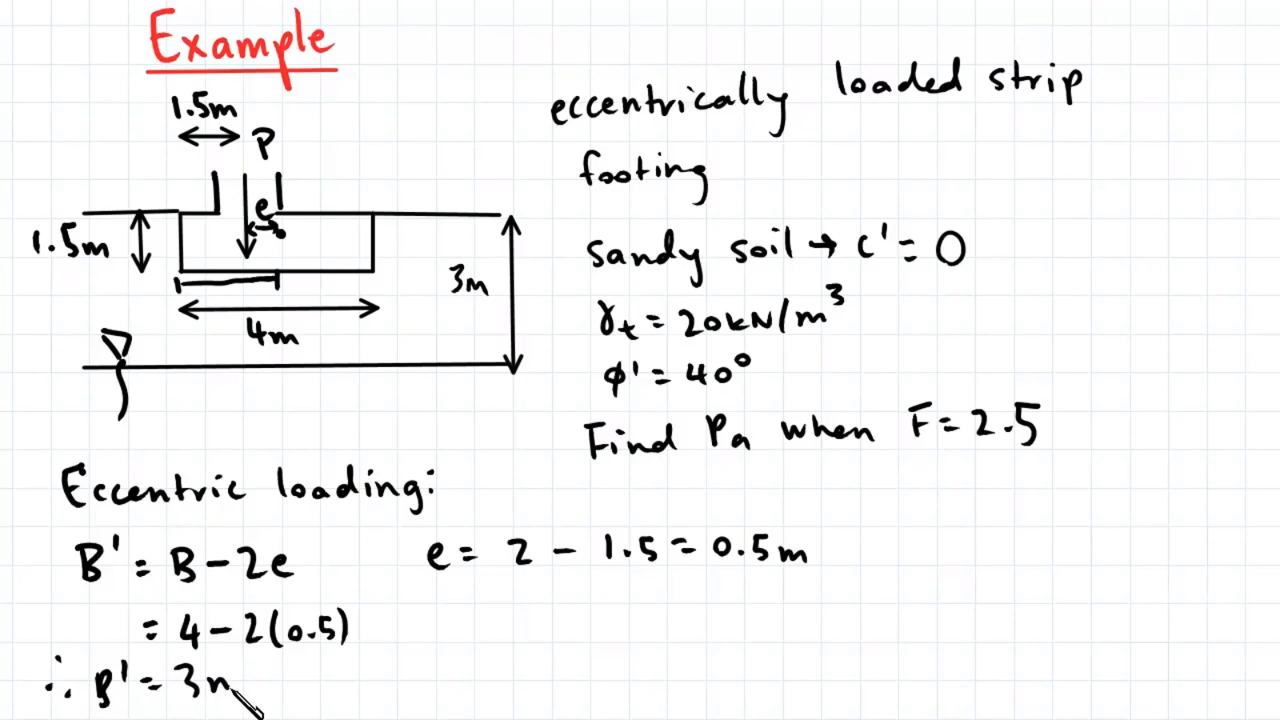 Example
1.5m
P
e
1.5m
3m
4m
eccentrically loaded strip
footing
sandy soil → c' = 0
γt = 20kN/m³
φ' = 40°
Find Pa when F = 2.5
Eccentric loading:
B' = B - 2e
e = 2 - 1.5 = 0.5m
= 4 - 2(0.5)
∴ B' = 3m